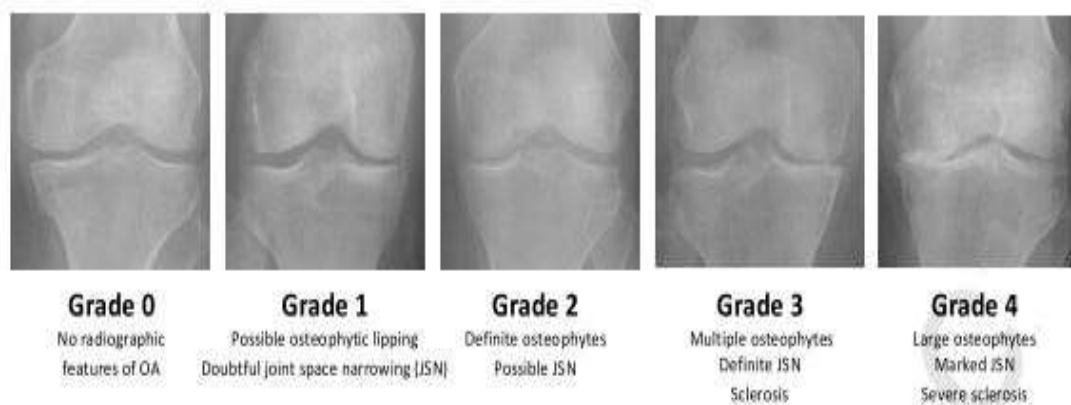 Grade 0
No radiographic
features of OA
Grade 1
Possible osteophytic lipping
Doubtful joint space narrowing (JSN)
Grade 2
Definite osteophytes
Possible JSN
Grade 3
Multiple osteophytes
Definite JSN
Sclerosis
Grade 4
Large osteophytes
Marked JSN
Severe sclerosis